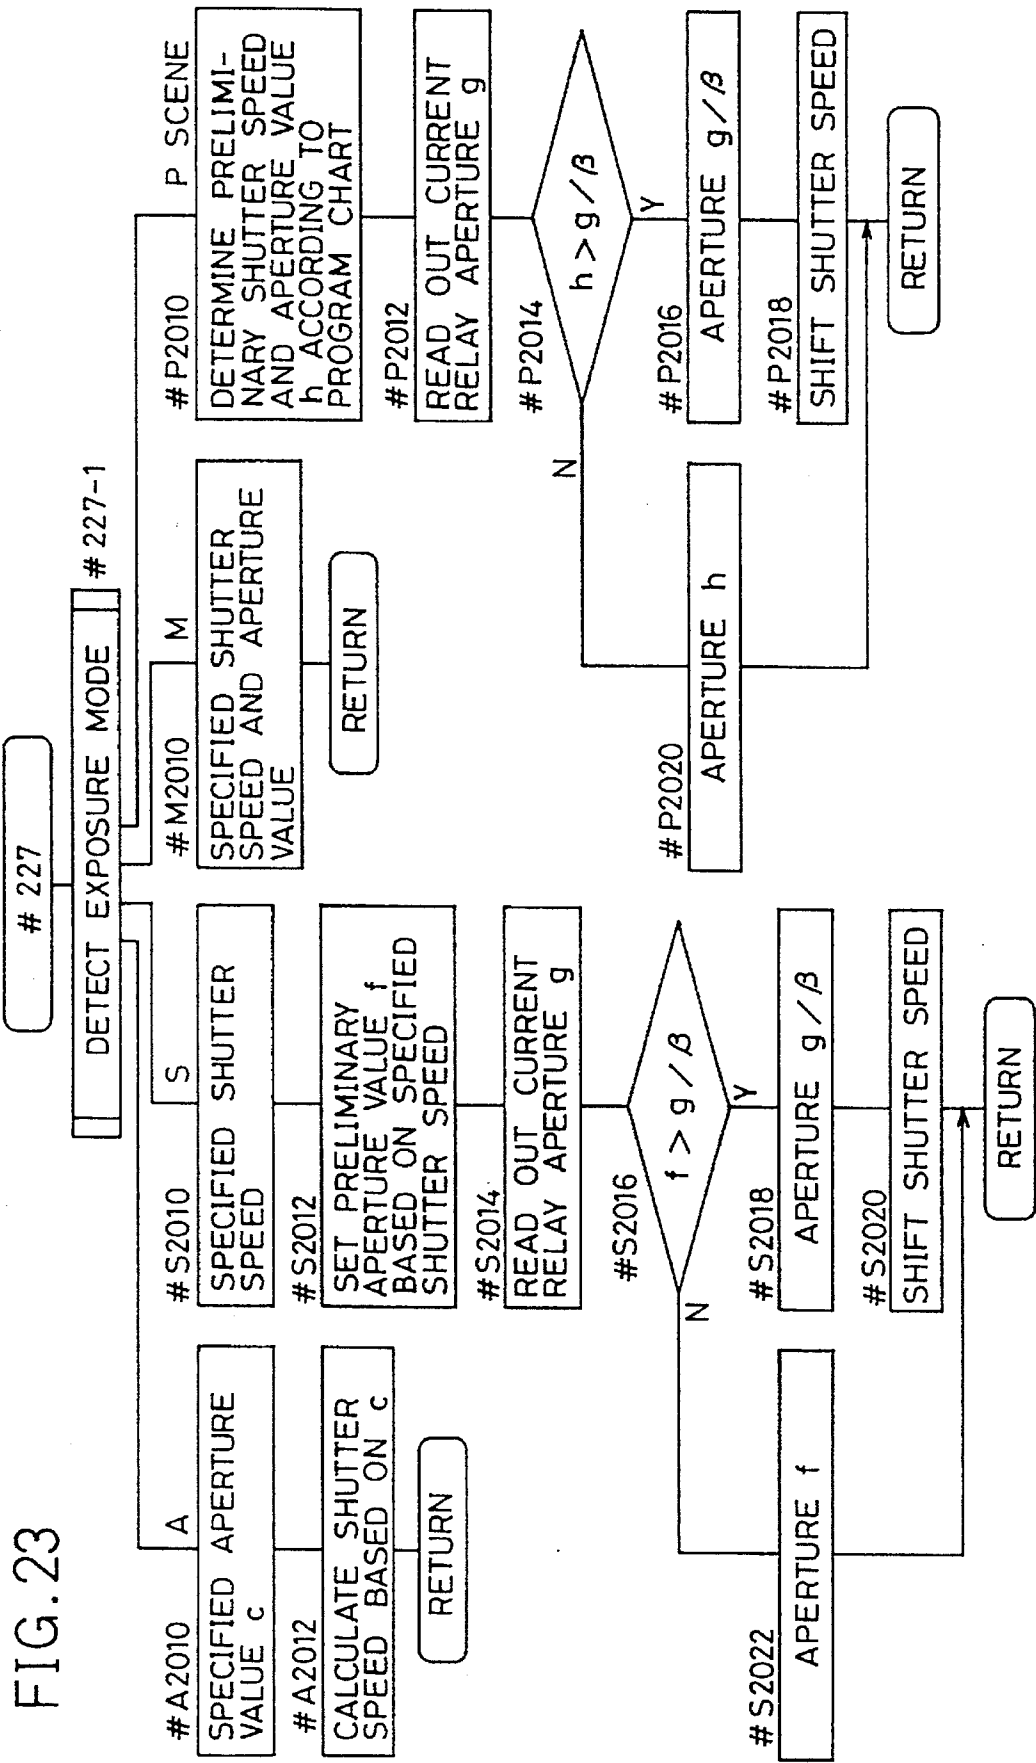 FIG.23
# 227
DETECT EXPOSURE MODE
# 227-1
A
#A2010
SPECIFIED APERTURE
VALUE c
#A2012
CALCULATE SHUTTER
SPEED BASED ON c
RETURN
S
#S2010
SPECIFIED SHUTTER
SPEED
#S2012
SET PRELIMINARY
APERTURE VALUE f
BASED ON SPECIFIED
SHUTTER SPEED
#S2014
READ OUT CURRENT
RELAY APERTURE g
#S2016
f > g/β
N
Y
#S2018
APERTURE g/β
#S2020
SHIFT SHUTTER SPEED
#S2022
APERTURE f
RETURN
M
#M2010
SPECIFIED SHUTTER
SPEED AND APERTURE
VALUE
RETURN
P SCENE
#P2010
DETERMINE PRELIMI-
NARY SHUTTER SPEED
AND APERTURE VALUE
h ACCORDING TO
PROGRAM CHART
#P2012
READ OUT CURRENT
RELAY APERTURE g
#P2014
h > g/β
N
Y
#P2016
APERTURE g/β
#P2018
SHIFT SHUTTER SPEED
#P2020
APERTURE h
RETURN